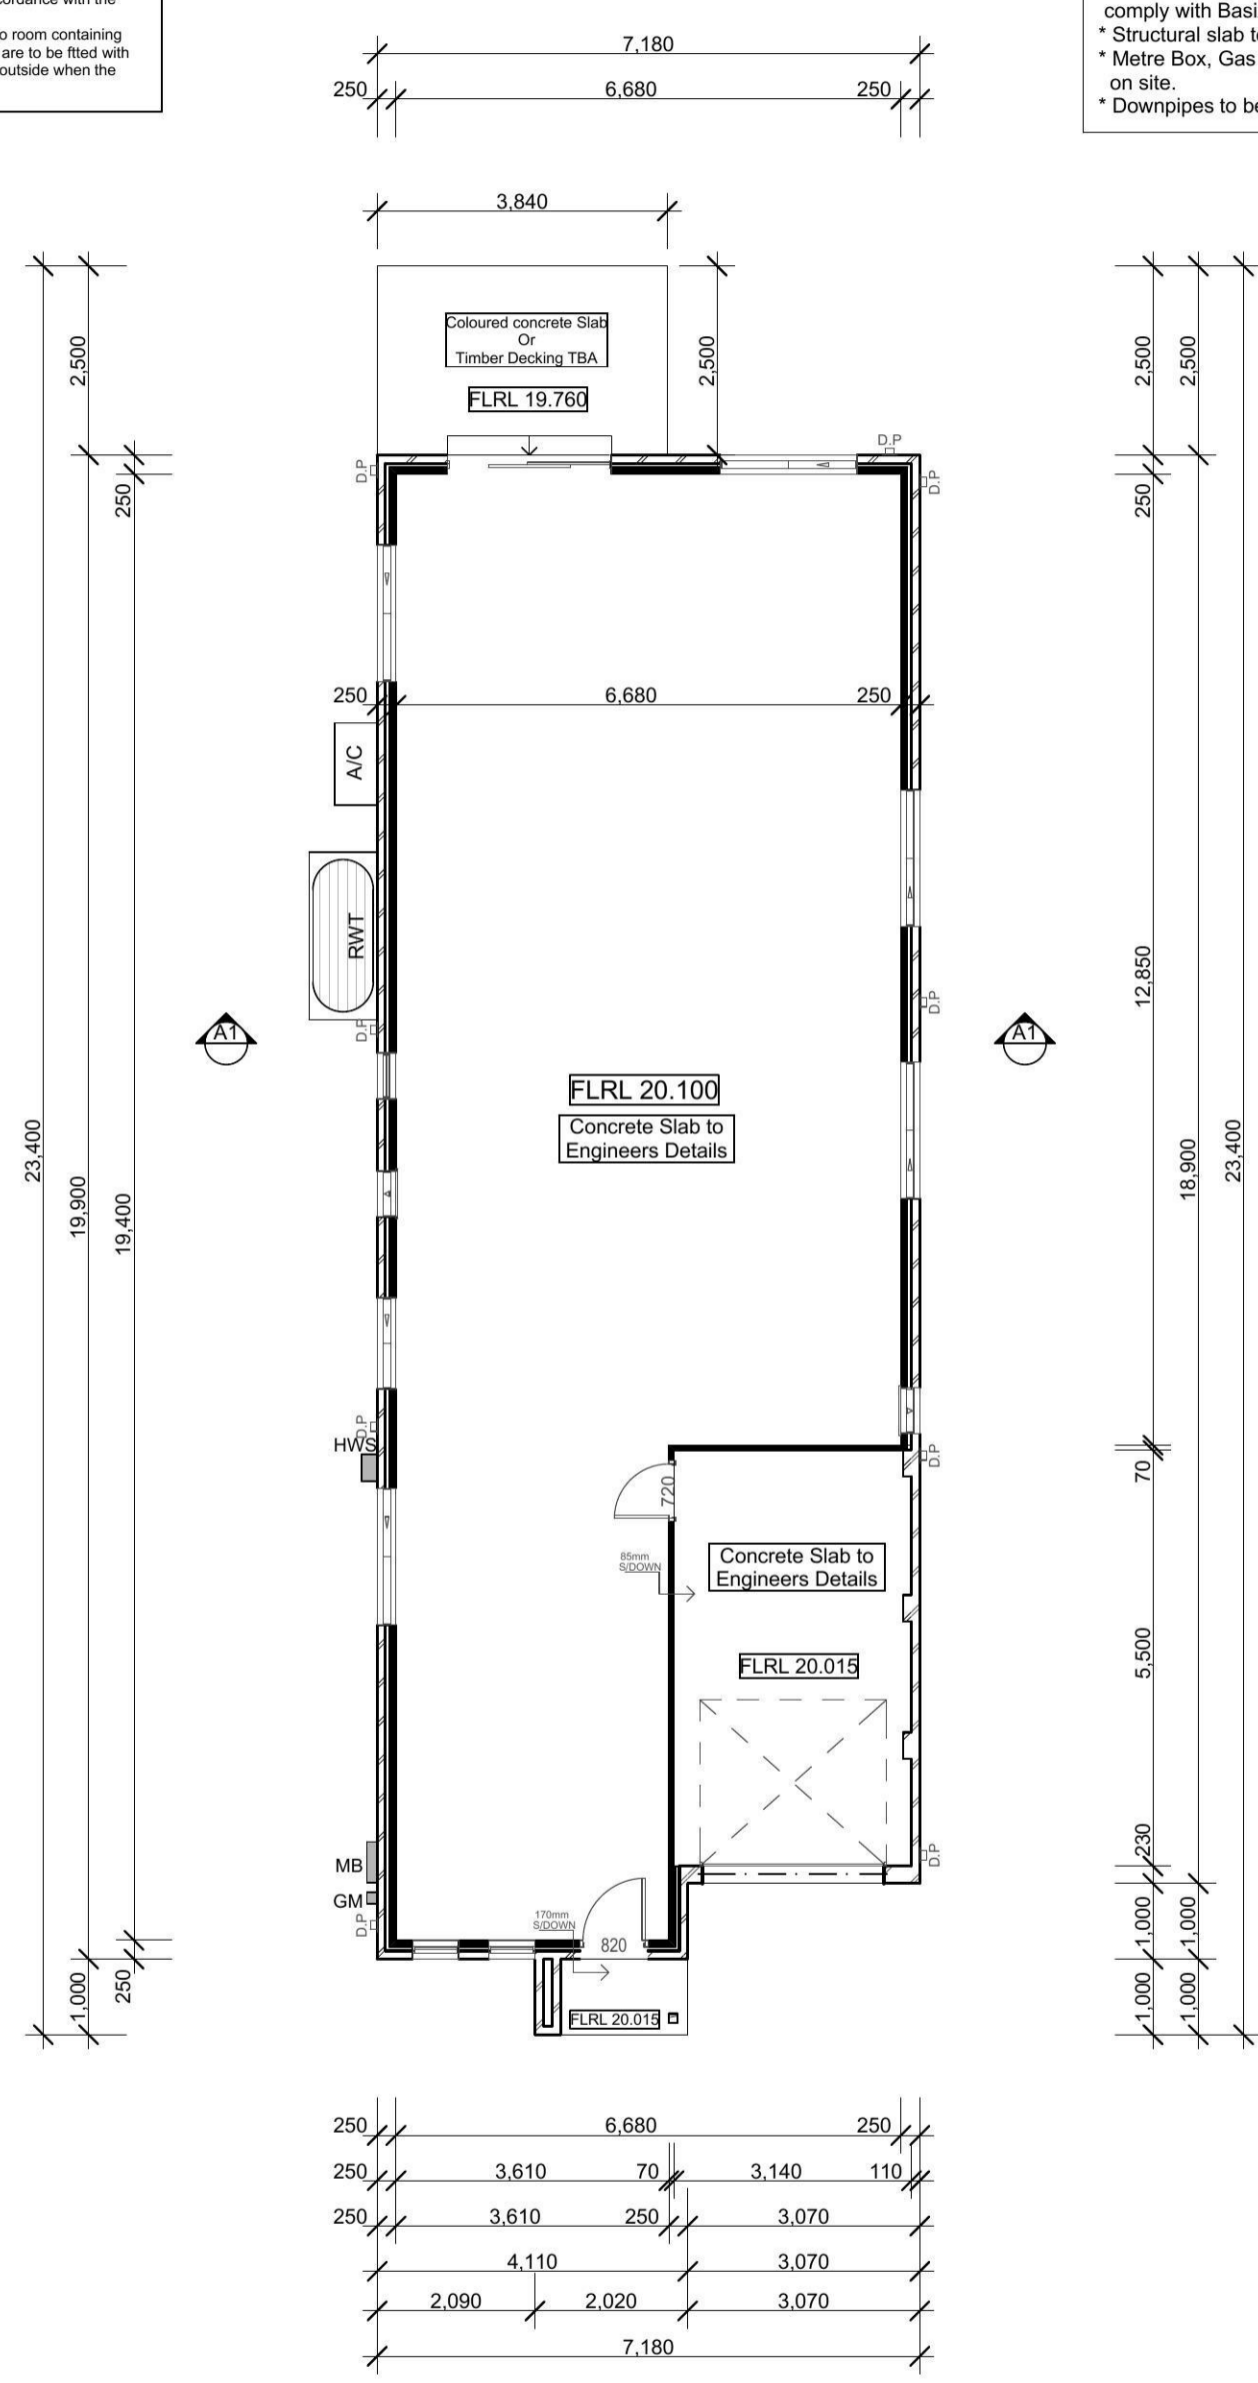 cordance with the
o room containing
are to be ftted with
outside when the
comply with Basi
* Structural slab t
* Metre Box, Gas
on site.
* Downpipes to be
7,180
250 6,680 250
3,840
2,500
19,900
23,400
1,000
250
19,400
250
2,500
Coloured concrete Slab
Or
Timber Decking TBA
FLRL 19.760
D.P
D.P
D.P
250 6,680 250
A/C
RWT
D.P
D.P
A1
A1
FLRL 20.100
Concrete Slab to
Engineers Details
D.P
HWS
D.P
720
85mm
S/DOWN
Concrete Slab to
Engineers Details
FLRL 20.015
MB
GM
D.P
D.P
170mm
S/DOWN
820
FLRL 20.015
2,500
250
12,850
70
5,500
230
1,000
1,000
2,500
18,900
1,000
1,000
23,400
250 6,680 250
250 3,610 70 3,140 110
250 3,610 250 3,070
4,110 3,070
2,090 2,020 3,070
7,180